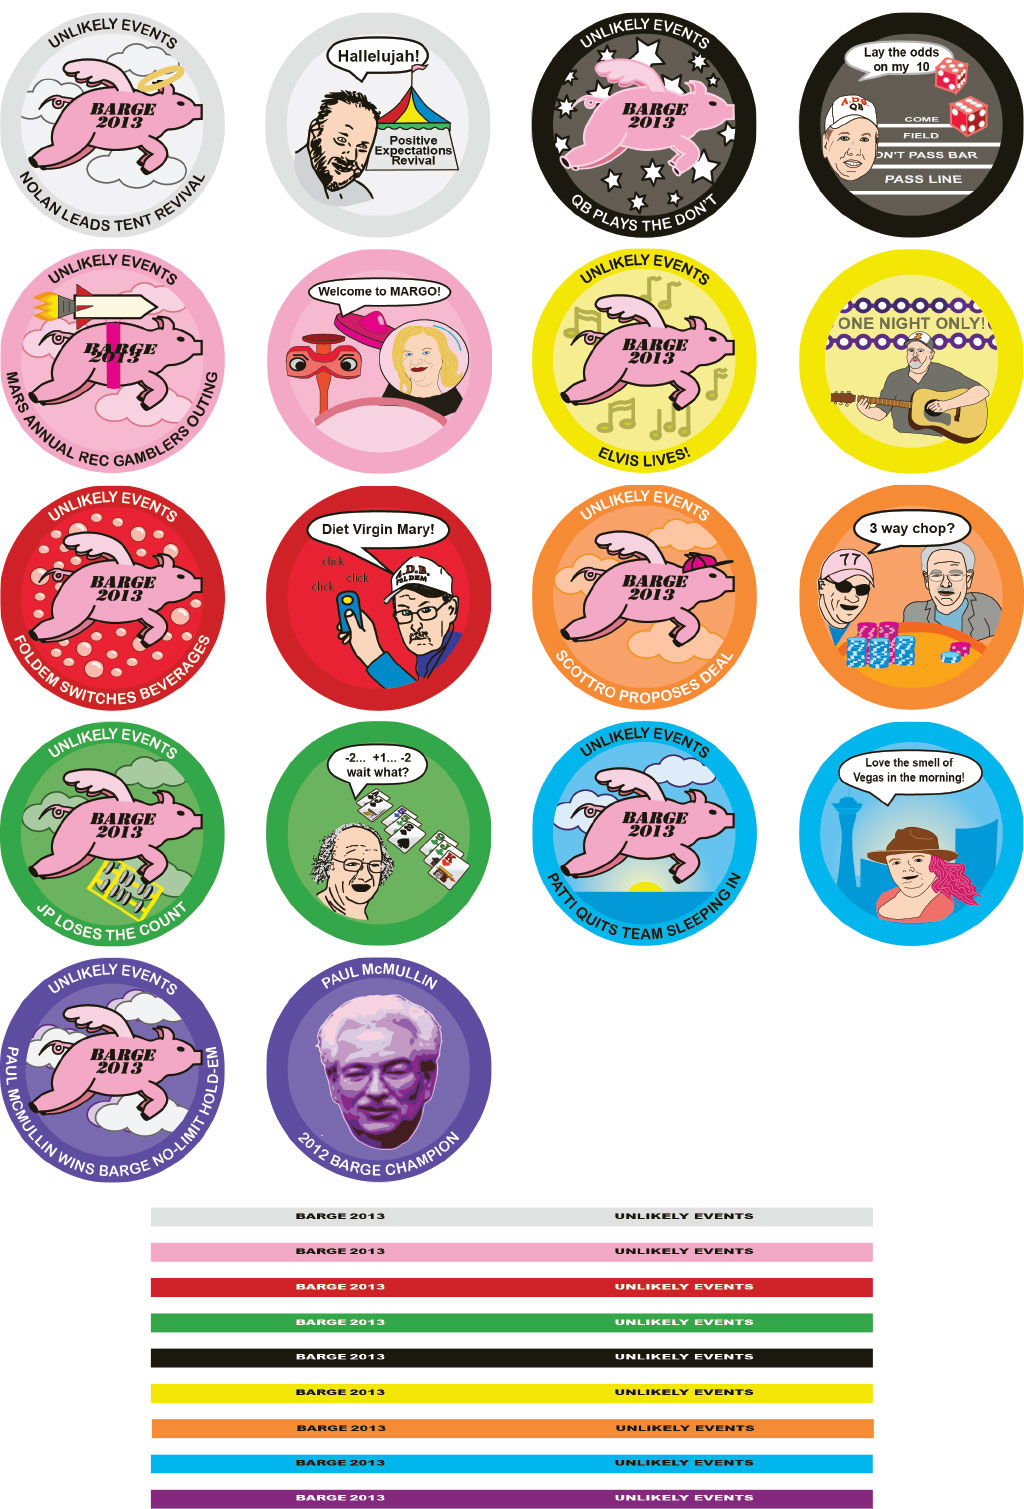 UNLIKELY EVENTS
BARGE
2013
NOLAN LEADS TENT REVIVAL
Hallelujah!
Positive
Expectations
Revival
UNLIKELY EVENTS
BARGE
2013
QB PLAYS THE DON'T
Lay the odds
on my 10
A.D.B.
QB
COME
FIELD
ON'T PASS BAR
PASS LINE
UNLIKELY EVENTS
BARGE
2013
MARS ANNUAL REC GAMBLERS OUTING
Welcome to MARGO!
UNLIKELY EVENTS
BARGE
2013
ELVIS LIVES!
ONE NIGHT ONLY!
UNLIKELY EVENTS
BARGE
2013
FOLDEM SWITCHES BEVERAGES
Diet Virgin Mary!
click
click
click
A.D.B.
FOLDEM
UNLIKELY EVENTS
BARGE
2013
SCOTTRO PROPOSES DEAL
3 way chop?
77
UNLIKELY EVENTS
BARGE
2013
JP LOSES THE COUNT
-2... +1... -2
wait what?
UNLIKELY EVENTS
BARGE
2013
PATTI QUITS TEAM SLEEPING IN
Love the smell of
Vegas in the morning!
UNLIKELY EVENTS
BARGE
2013
PAUL MCMULLIN WINS BARGE NO-LIMIT HOLD-EM
PAUL McMULLIN
2012 BARGE CHAMPION
BARGE 2013 UNLIKELY EVENTS
BARGE 2013 UNLIKELY EVENTS
BARGE 2013 UNLIKELY EVENTS
BARGE 2013 UNLIKELY EVENTS
BARGE 2013 UNLIKELY EVENTS
BARGE 2013 UNLIKELY EVENTS
BARGE 2013 UNLIKELY EVENTS
BARGE 2013 UNLIKELY EVENTS
BARGE 2013 UNLIKELY EVENTS